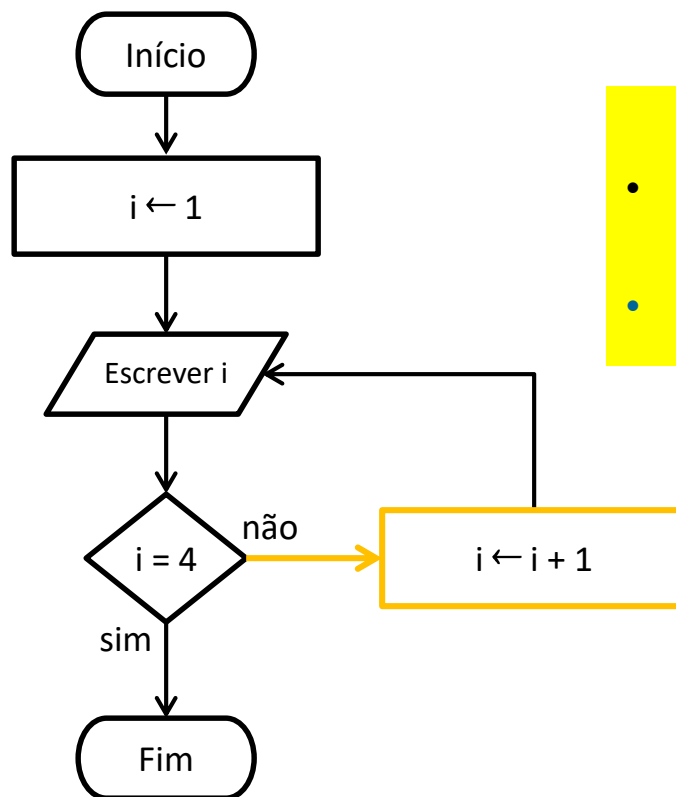 Início
i ← 1
Escrever i
i = 4
não
i ← i + 1
sim
Fim